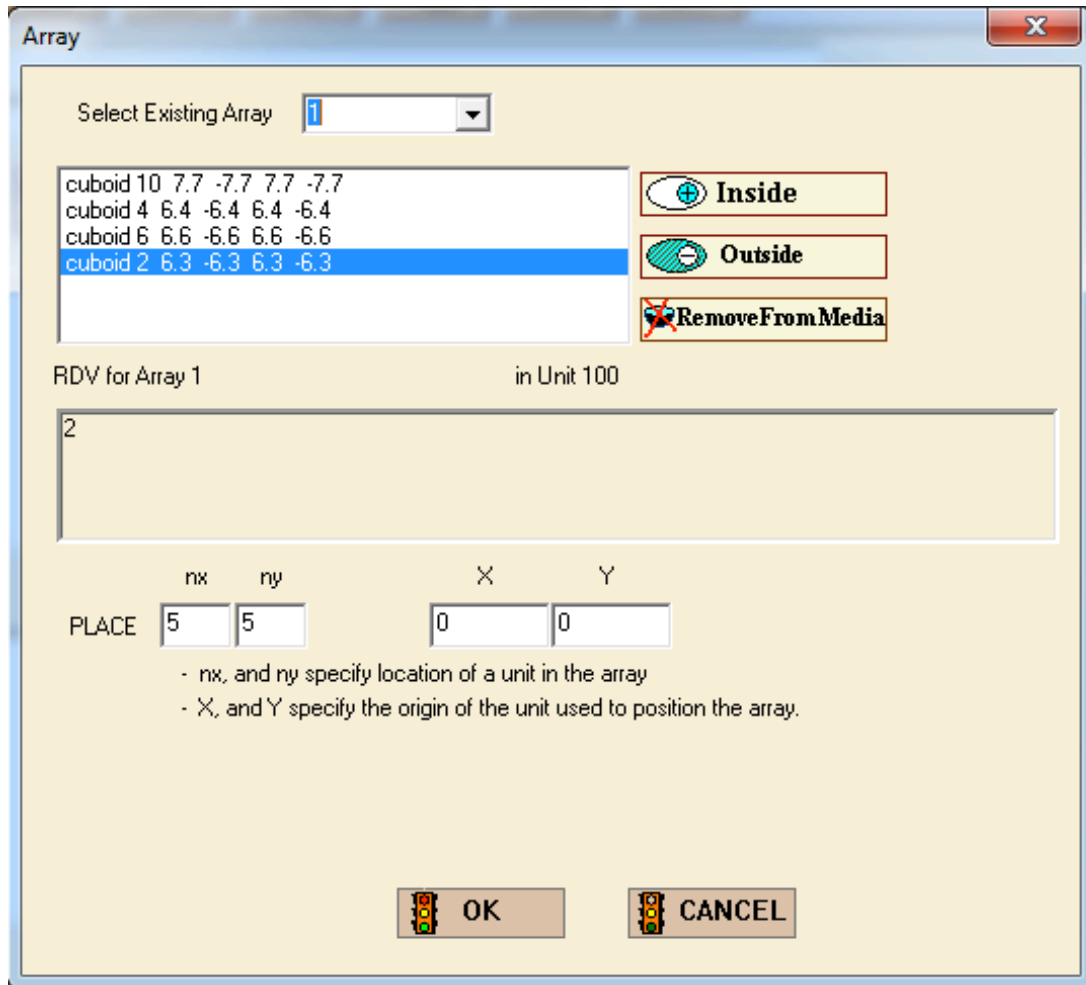 Array
Select Existing Array 1
cuboid 10 7.7 -7.7 7.7 -7.7
cuboid 4 6.4 -6.4 6.4 -6.4
cuboid 6 6.6 -6.6 6.6 -6.6
cuboid 2 6.3 -6.3 6.3 -6.3
Inside
Outside
RemoveFromMedia
RDV for Array 1 in Unit 100
2
nx ny X Y
PLACE 5 5 0 0
- nx, and ny specify location of a unit in the array
- X, and Y specify the origin of the unit used to position the array.
OK CANCEL